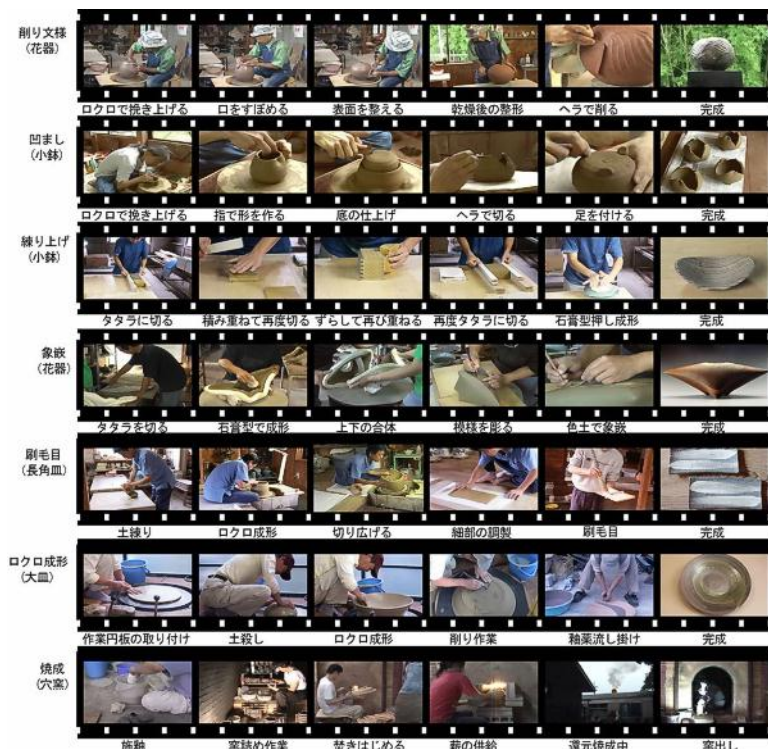 削り文様
(花器)
ロクロで挽き上げる 口をすぼめる 表面を整える 乾燥後の整形 ヘラで削る 完成
凹まし
(小鉢)
ロクロで挽き上げる 指で形を作る 底の仕上げ ヘラで切る 足を付ける 完成
練り上げ
(小鉢)
タタラに切る 積み重ねて再度切る ずらして再び重ねる 再度タタラに切る 石膏型押し成形 完成
象嵌
(花器)
タタラを切る 石膏型で成形 上下の合体 模様を彫る 色土で象嵌 完成
刷毛目
(長角皿)
土練り ロクロ成形 切り広げる 細部の調製 刷毛目 完成
ロクロ成形
(大皿)
作業円板の取り付け 土殺し ロクロ成形 削り作業 釉薬流し掛け 完成
焼成
(穴窯)
施釉 窯詰め作業 焚きはじめる 薪の供給 還元焼成中 窯出し